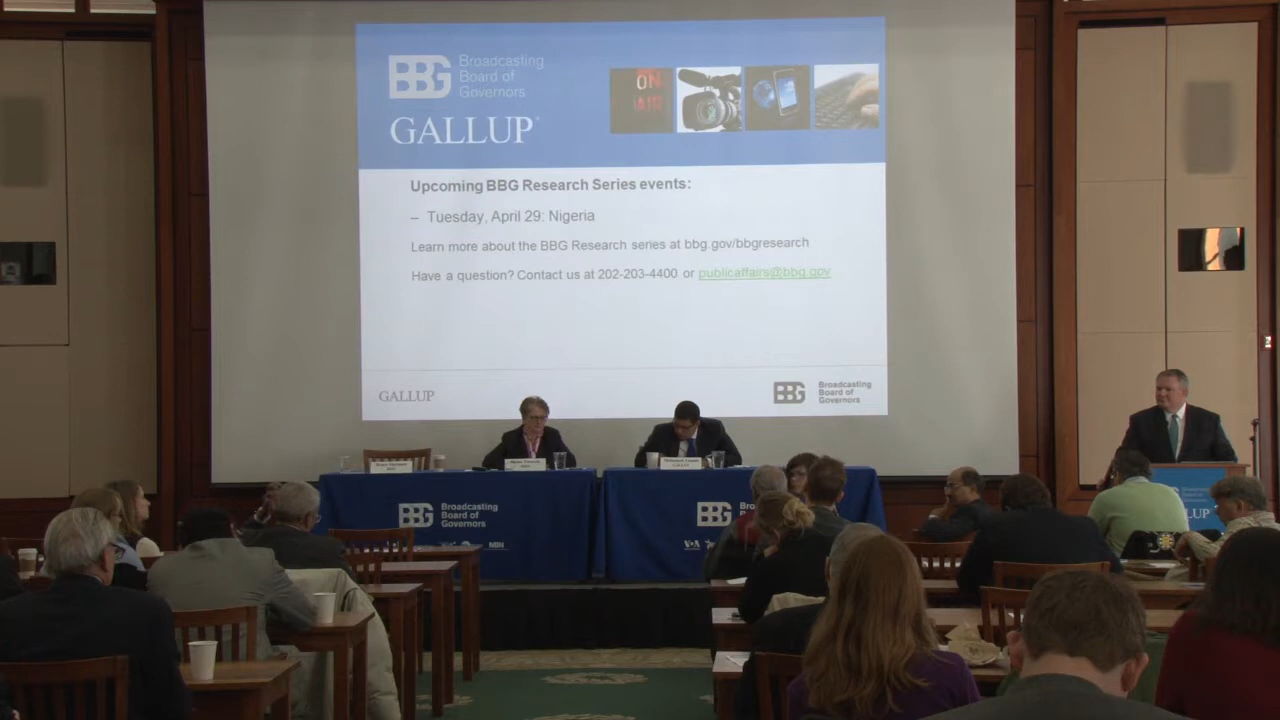 BBG Broadcasting
Board of
Governors
GALLUP
ON
AIR
Upcoming BBG Research Series events:
– Tuesday, April 29: Nigeria
Learn more about the BBG Research series at bbg.gov/bbgresearch
Have a question? Contact us at 202-203-4400 or publicaffairs@bbg.gov
GALLUP
BBG Broadcasting
Board of
Governors
BBG Broadcasting
Board of
Governors
BBG
VOA